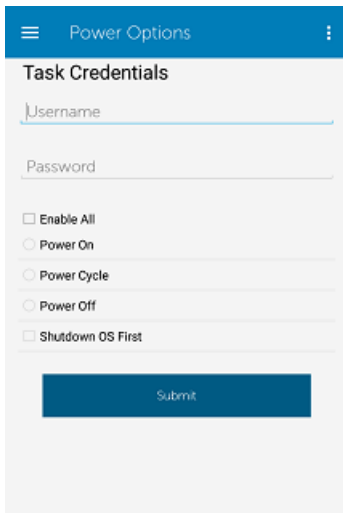 Power Options
Task Credentials
Username
Password
Enable All
Power On
Power Cycle
Power Off
Shutdown OS First
Submit